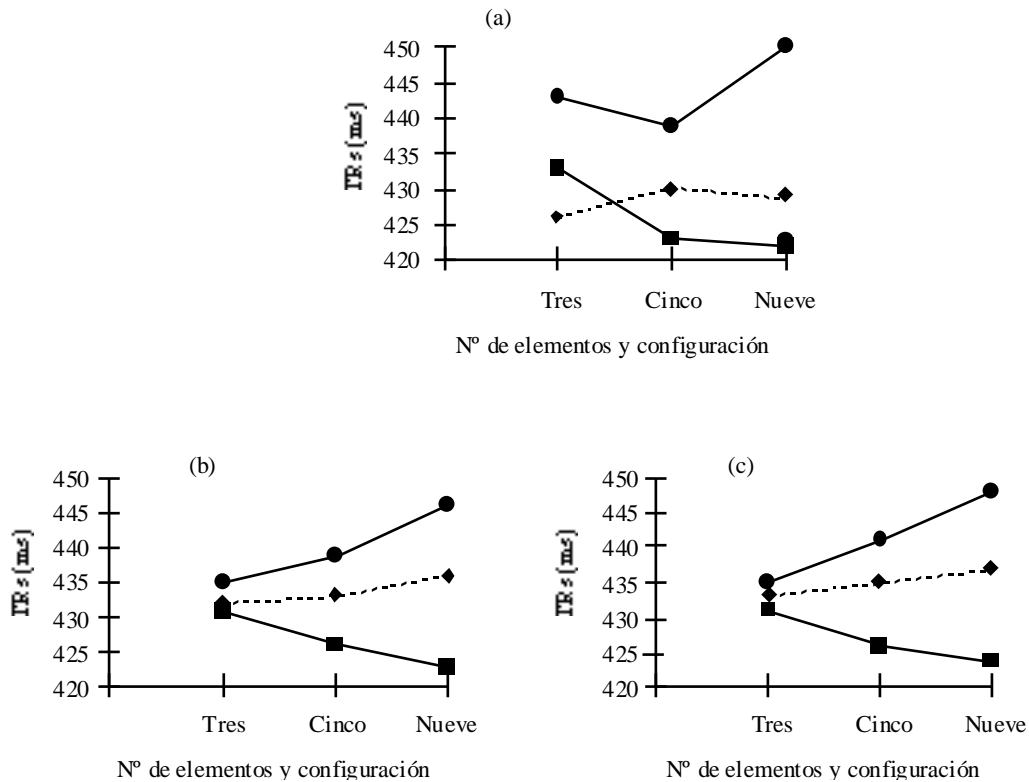 (a)
450
445
440
435
430
425
420
TRs (ms)
Tres Cinco Nueve
Nº de elementos y configuración
(b)
450
445
440
435
430
425
420
TRs (ms)
Tres Cinco Nueve
Nº de elementos y configuración
(c)
450
445
440
435
430
425
420
TRs (ms)
Tres Cinco Nueve
Nº de elementos y configuración